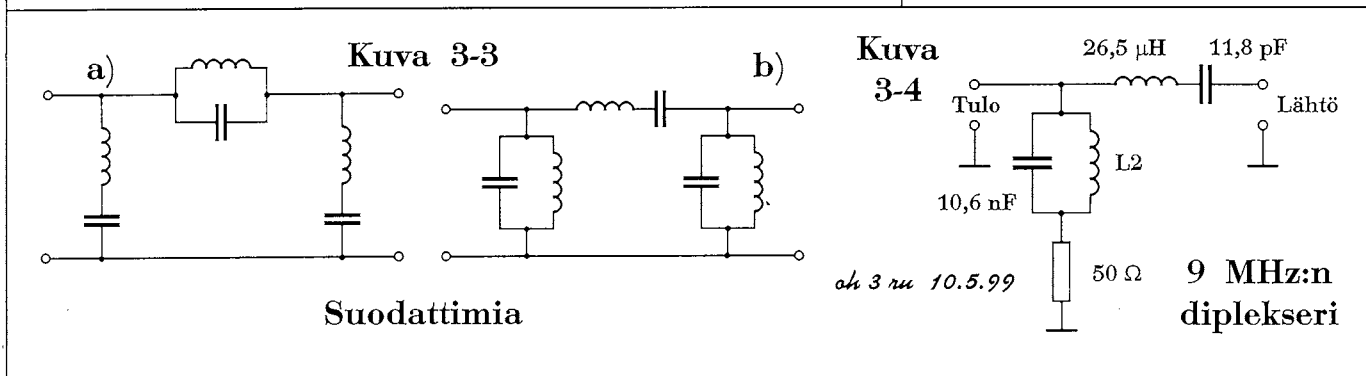 a)
Kuva 3-3
b)
Suodattimia
Kuva
3-4
26,5 μH
11,8 pF
Tulo
Lähtö
L2
10,6 nF
50 Ω
oh 3 ru 10.5.99
9 MHz:n
diplekseri